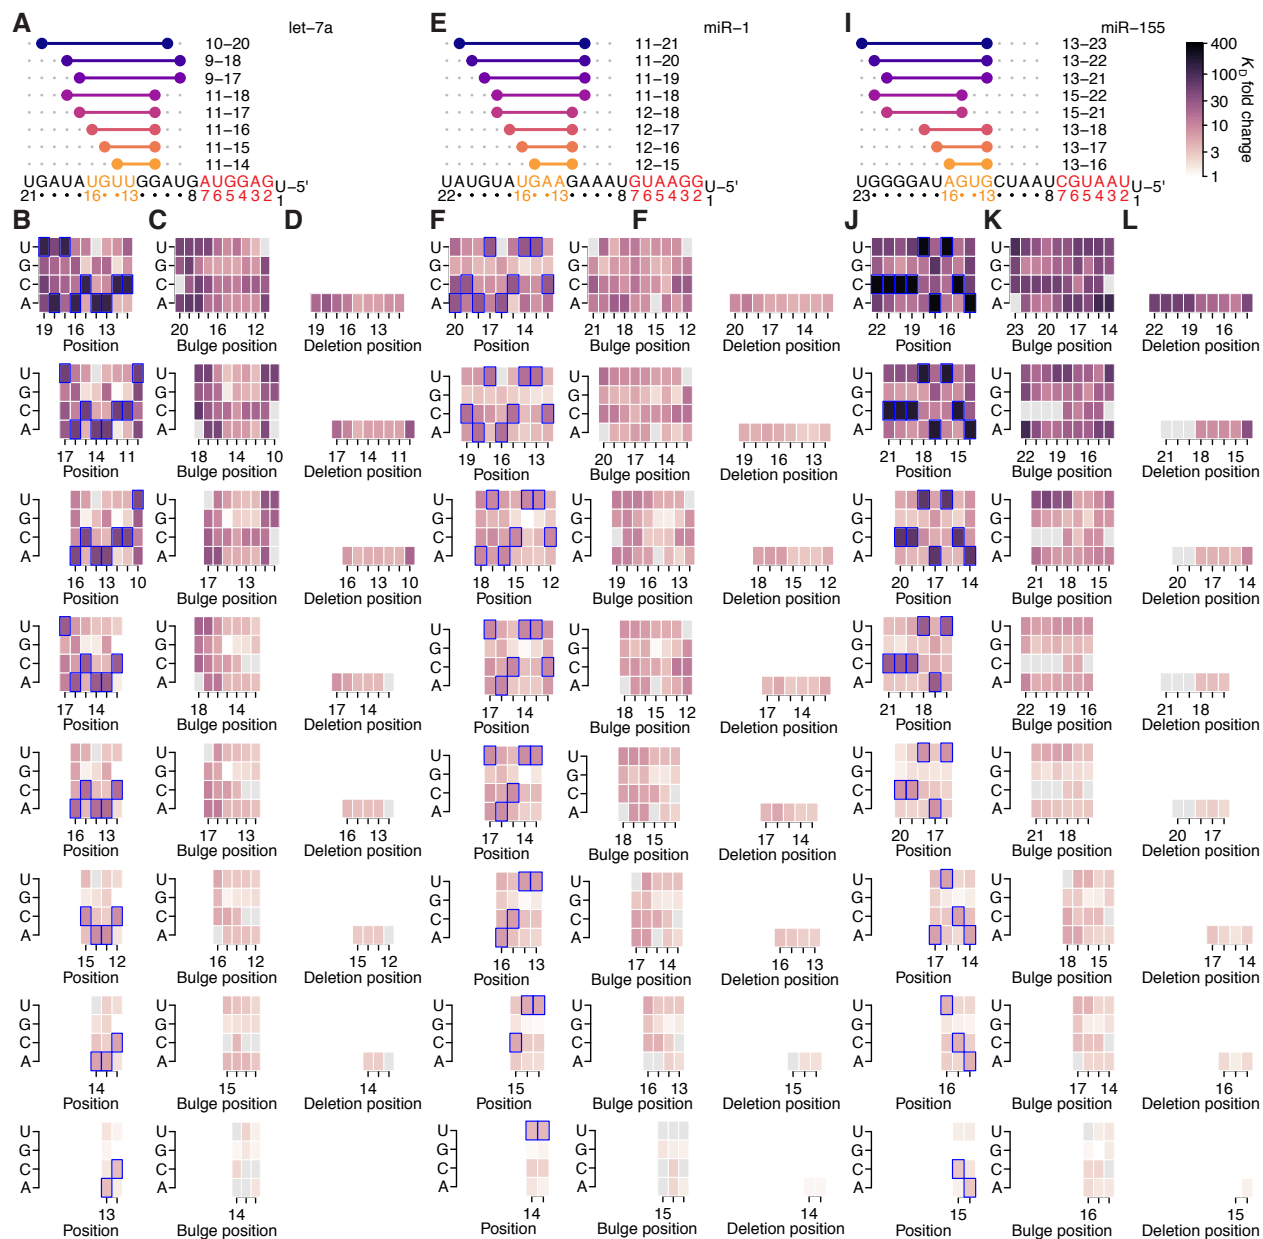 A let−7a
10−20
9−18
9−17
11−18
11−17
11−16
11−15
11−14
UGAUAUGUUGGAUGAUGGAGU−5'
21 16 13 8 7 6 5 4 3 2 1
E miR−1
11−21
11−20
11−19
11−18
12−18
12−17
12−16
12−15
UAUGUAUGAAGAAAUGUAAGGU−5'
22 16 13 8 7 6 5 4 3 2 1
I miR−155
13−23
13−22
13−21
15−22
15−21
13−18
13−17
13−16
UGGGGAUAGUGCUAAUCGUAAUU−5'
23 16 13 8 7 6 5 4 3 2 1
400
100
30
10
3
1
KD fold change
B C D F F J K L
U U U U U U
G G G G G G
C C C C C C
A A A A A A
19 16 13 20 16 12 19 16 13 20 17 14 21 18 15 12 20 17 14 22 19 16 23 20 17 14 22 19 16
Position Bulge position Deletion position Position Bulge position Deletion position Position Bulge position Deletion position
U U U U U U
G G G G G G
C C C C C C
A A A A A A
17 14 11 18 14 10 17 14 11 19 16 13 20 17 14 19 16 13 21 18 15 22 19 16 21 18 15
Position Bulge position Deletion position Position Bulge position Deletion position Position Bulge position Deletion position
U U U U U U
G G G G G G
C C C C C C
A A A A A A
16 13 10 17 13 16 13 10 18 15 12 19 16 13 18 15 12 20 17 14 21 18 15 20 17 14
Position Bulge position Deletion position Position Bulge position Deletion position Position Bulge position Deletion position
U U U U U U
G G G G G G
C C C C C C
A A A A A A
17 14 18 14 17 14 17 14 18 15 12 17 14 21 18 22 19 16 21 18
Position Bulge position Deletion position Position Bulge position Deletion position Position Bulge position Deletion position
U U U U U U
G G G G G G
C C C C C C
A A A A A A
16 13 17 13 16 13 17 14 18 15 17 14 20 17 21 18 20 17
Position Bulge position Deletion position Position Bulge position Deletion position Position Bulge position Deletion position
U U U U U U
G G G G G G
C C C C C C
A A A A A A
15 12 16 12 15 12 16 13 17 14 16 13 17 14 18 15 17 14
Position Bulge position Deletion position Position Bulge position Deletion position Position Bulge position Deletion position
U U U U U U
G G G G G G
C C C C C C
A A A A A A
14 15 14 15 16 13 15 16 17 14 16
Position Bulge position Deletion position Position Bulge position Deletion position Position Bulge position Deletion position
U U U U U U
G G G G G G
C C C C C C
A A A A A A
13 14 14 15 14 15 16 15
Position Bulge position Position Bulge position Deletion position Position Bulge position Deletion position